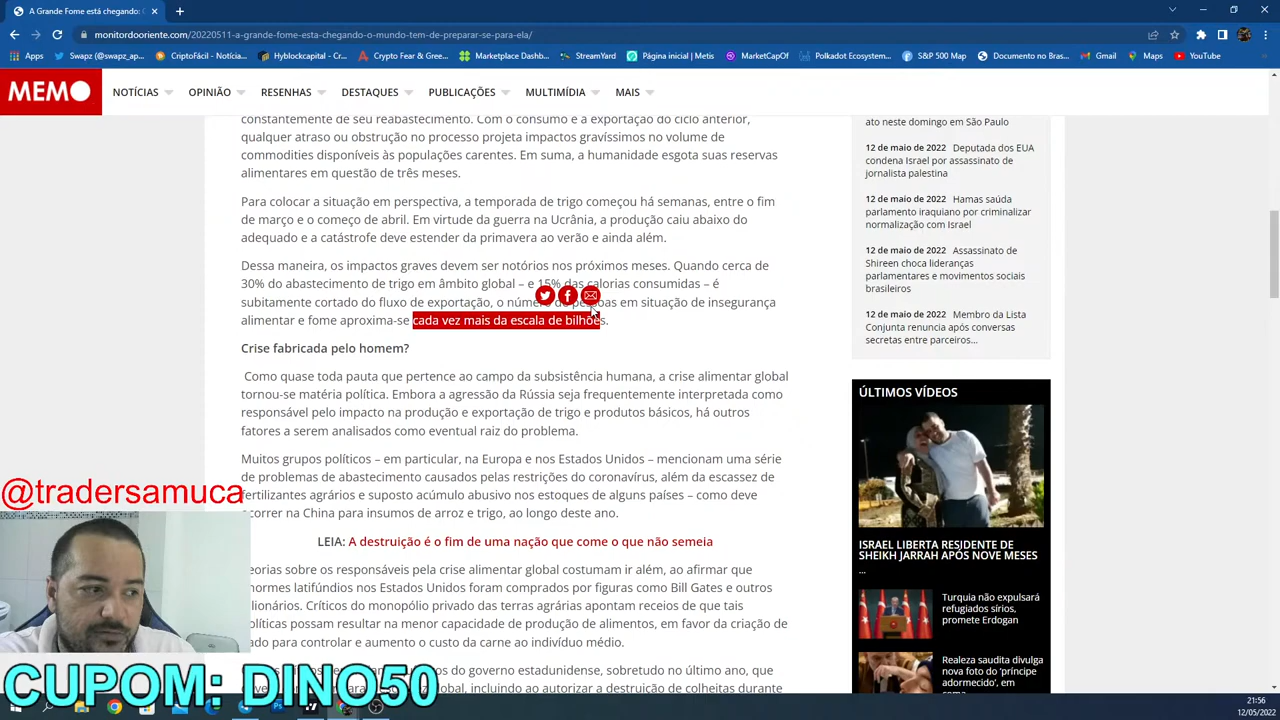 A Grande Fome está chegando:
monitordooriente.com/20220511-a-grande-fome-esta-chegando-o-mundo-tem-de-preparar-se-para-ela/
Apps
Swapz (@swapz_ap...
CriptoFácil - Notícia...
Hyblockcapital - Cr...
Crypto Fear & Gree...
Marketplace Dashb...
StreamYard
Página inicial | Metis
MarketCapOf
Polkadot Ecosystem...
S&P 500 Map
Documento no Bras...
Gmail
Maps
YouTube
MEMO
NOTÍCIAS
OPINIÃO
RESENHAS
DESTAQUES
PUBLICAÇÕES
MULTIMÍDIA
MAIS
constantemente de seu reabastecimento. Com o consumo e a exportação do ciclo anterior,
qualquer atraso ou obstrução no processo projeta impactos gravíssimos no volume de
commodities disponíveis às populações carentes. Em suma, a humanidade esgota suas reservas
alimentares em questão de três meses.
Para colocar a situação em perspectiva, a temporada de trigo começou há semanas, entre o fim
de março e o começo de abril. Em virtude da guerra na Ucrânia, a produção caiu abaixo do
adequado e a catástrofe deve estender da primavera ao verão e ainda além.
Dessa maneira, os impactos graves devem ser notórios nos próximos meses. Quando cerca de
30% do abastecimento de trigo em âmbito global – e 15% das calorias consumidas – é
subitamente cortado do fluxo de exportação, o número de pessoas em situação de insegurança
alimentar e fome aproxima-se cada vez mais da escala de bilhões.
Crise fabricada pelo homem?
Como quase toda pauta que pertence ao campo da subsistência humana, a crise alimentar global
tornou-se matéria política. Embora a agressão da Rússia seja frequentemente interpretada como
responsável pelo impacto na produção e exportação de trigo e produtos básicos, há outros
fatores a serem analisados como eventual raiz do problema.
Muitos grupos políticos – em particular, na Europa e nos Estados Unidos – mencionam uma série
de problemas de abastecimento causados pelas restrições do coronavírus, além da escassez de
fertilizantes agrários e suposto acúmulo abusivo nos estoques de alguns países – como deve
ocorrer na China para insumos de arroz e trigo, ao longo deste ano.
LEIA: A destruição é o fim de uma nação que come o que não semeia
eorias sobre os responsáveis pela crise alimentar global costumam ir além, ao afirmar que
normes latifúndios nos Estados Unidos foram comprados por figuras como Bill Gates e outros
ilionários. Críticos do monopólio privado das terras agrárias apontam receios de que tais
olíticas possam resultar na menor capacidade de produção de alimentos, em favor da criação de
ado para controlar e aumento o custo da carne ao indivíduo médio.
os do governo estadunidense, sobretudo no último ano, que
obal, incluindo ao autorizar a destruição de colheitas durante
ato neste domingo em São Paulo
12 de maio de 2022 Deputada dos EUA
condena Israel por assassinato de
jornalista palestina
12 de maio de 2022 Hamas saúda
parlamento iraquiano por criminalizar
normalização com Israel
12 de maio de 2022 Assassinato de
Shireen choca lideranças
parlamentares e movimentos sociais
brasileiros
12 de maio de 2022 Membro da Lista
Conjunta renuncia após conversas
secretas entre parceiros...
ÚLTIMOS VÍDEOS
ISRAEL LIBERTA RESIDENTE DE
SHEIKH JARRAH APÓS NOVE MESES
...
Turquia não expulsará
refugiados sírios,
promete Erdogan
Realeza saudita divulga
nova foto do 'príncipe
adormecido', em
@tradersamuca
CUPOM: DINO50
21:56
12/05/2022